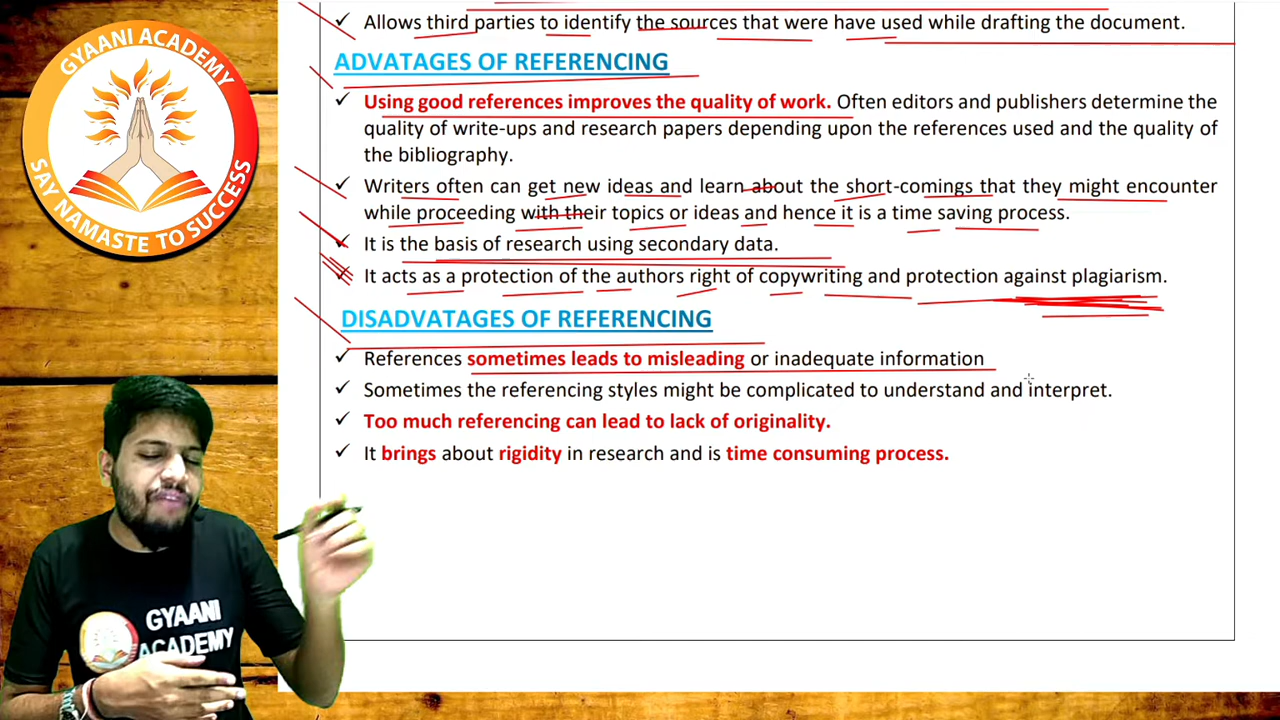 GYAANI ACADEMY
SAY NAMASTE TO SUCCESS
✓ Allows third parties to identify the sources that were have used while drafting the document.
ADVATAGES OF REFERENCING
✓ Using good references improves the quality of work. Often editors and publishers determine the
quality of write-ups and research papers depending upon the references used and the quality of
the bibliography.
✓ Writers often can get new ideas and learn about the short-comings that they might encounter
while proceeding with their topics or ideas and hence it is a time saving process.
✓ It is the basis of research using secondary data.
✓ It acts as a protection of the authors right of copywriting and protection against plagiarism.
DISADVATAGES OF REFERENCING
✓ References sometimes leads to misleading or inadequate information
✓ Sometimes the referencing styles might be complicated to understand and interpret.
✓ Too much referencing can lead to lack of originality.
✓ It brings about rigidity in research and is time consuming process.
GYAANI
ACADEMY